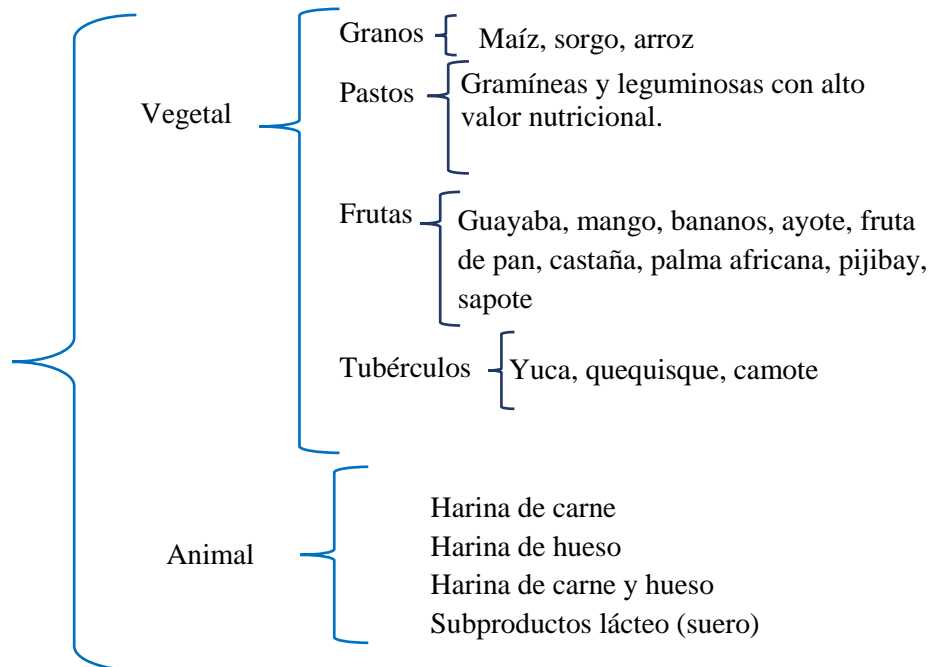 Granos
Maíz, sorgo, arroz
Pastos
Gramíneas y leguminosas con alto
valor nutricional.
Vegetal
Frutas
Guayaba, mango, bananos, ayote, fruta
de pan, castaña, palma africana, pijibay,
sapote
Tubérculos
Yuca, quequisque, camote
Animal
Harina de carne
Harina de hueso
Harina de carne y hueso
Subproductos lácteo (suero)